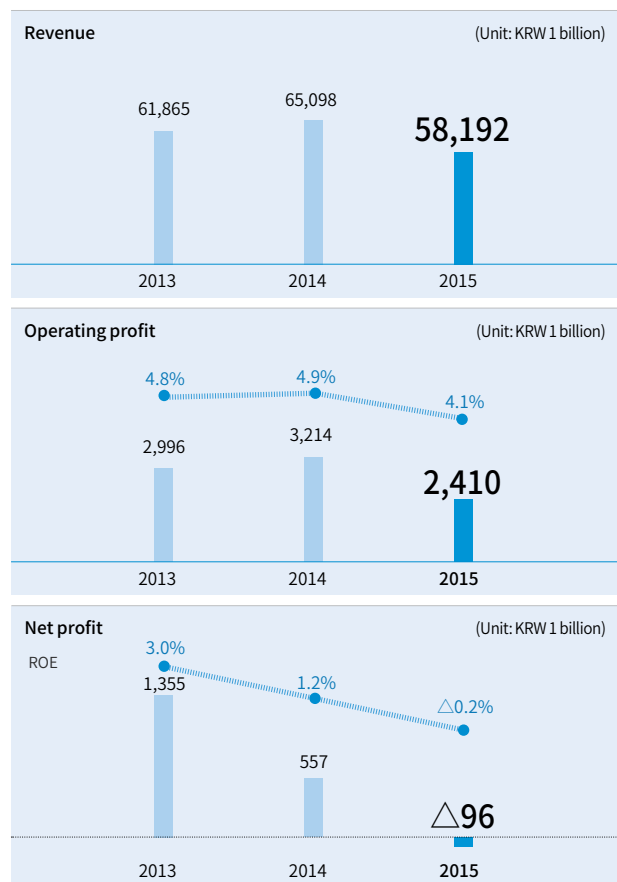 Revenue (Unit: KRW 1 billion)
61,865 65,098 58,192
2013 2014 2015
Operating profit (Unit: KRW 1 billion)
4.8% 4.9% 4.1%
2,996 3,214 2,410
2013 2014 2015
Net profit (Unit: KRW 1 billion)
ROE 3.0% 1.2% △0.2%
1,355 557 △96
2013 2014 2015